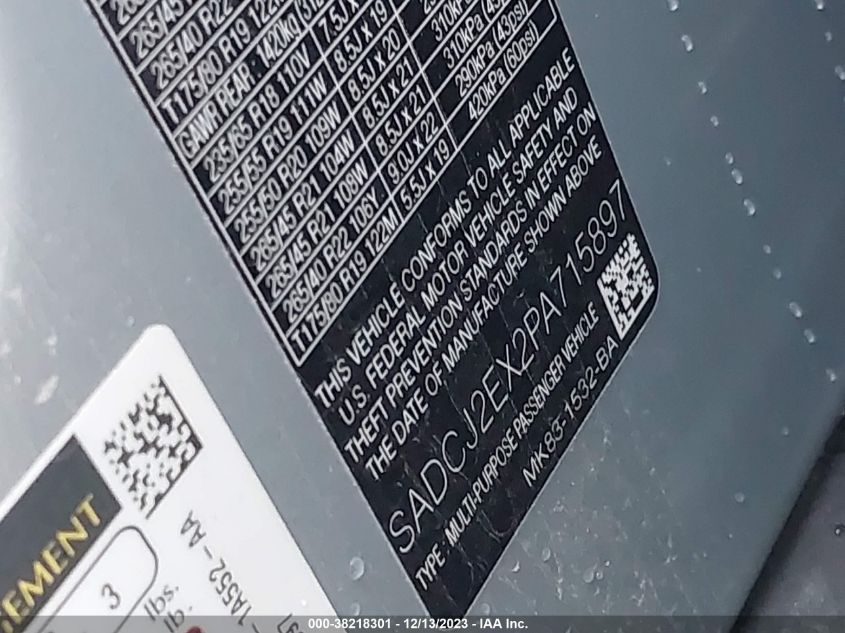 265/40 R22
T175/80 R19 122M
GAWR REAR: 1420kg
235/65 R18 110V 7.5J X
255/55 R19 111W 8.5J X 19 310kPa
255/50 R20 109W 8.5J X 20 310kPa
265/45 R21 104W 8.5J X 21
265/45 R21 108W 8.5J X 21 310kPa
265/40 R22 106Y 9.0J X 22 290kPa (43psi)
T175/80 R19 122M 5.5J X 19 420kPa (60psi)
THIS VEHICLE CONFORMS TO ALL APPLICABLE
U.S. FEDERAL MOTOR VEHICLE SAFETY AND
THEFT PREVENTION STANDARDS IN EFFECT ON
THE DATE OF MANUFACTURE SHOWN ABOVE
SADCJ2EX2PA715897
TYPE: MULTI-PURPOSE PASSENGER VEHICLE
MK83-1532-BA
GEMENT
3
lbs.
lb.
- 1A552 - AA
000-38218301 - 12/13/2023 - IAA Inc.